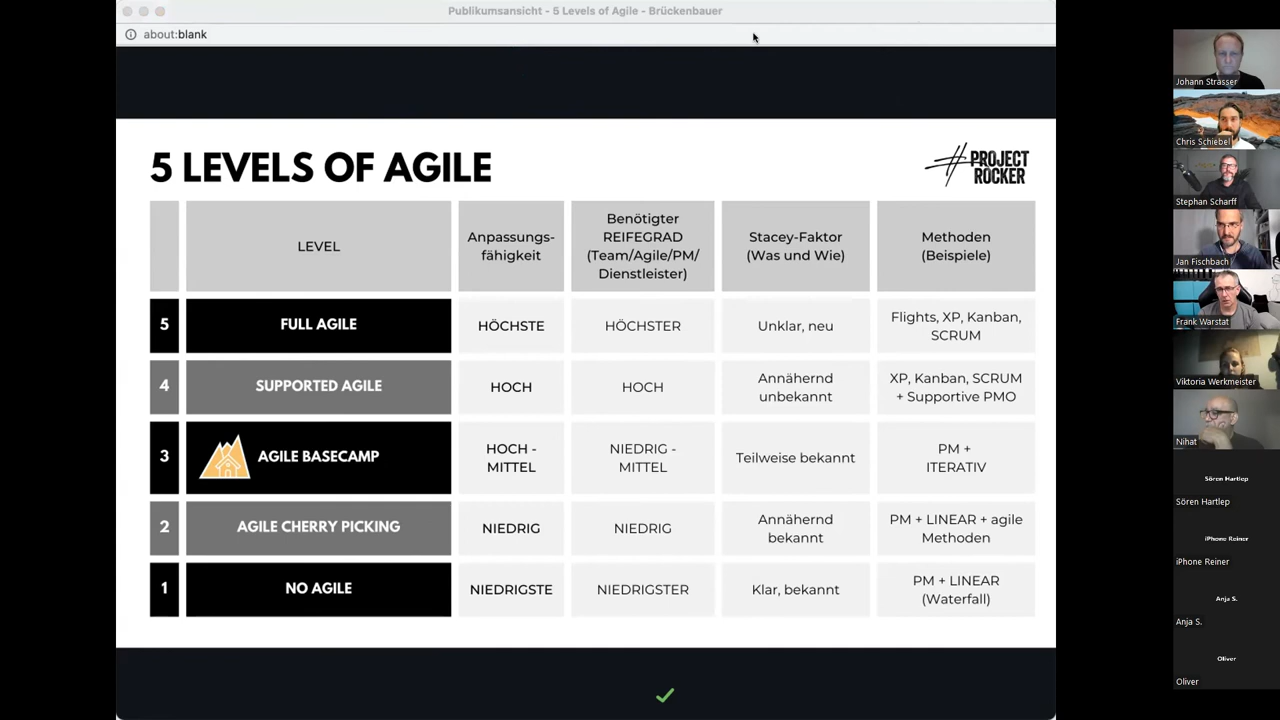 Publikumsansicht - 5 Levels of Agile - Brückenbauer
about:blank
5 LEVELS OF AGILE
# PROJECT
ROCKER
LEVEL
Anpassungs-
fähigkeit
Benötigter
REIFEGRAD
(Team/Agile/PM/
Dienstleister)
Stacey-Faktor
(Was und Wie)
Methoden
(Beispiele)
5
FULL AGILE
HÖCHSTE
HÖCHSTER
Unklar, neu
Flights, XP, Kanban,
SCRUM
4
SUPPORTED AGILE
HOCH
HOCH
Annähernd
unbekannt
XP, Kanban, SCRUM
+ Supportive PMO
3
AGILE BASECAMP
HOCH -
MITTEL
NIEDRIG -
MITTEL
Teilweise bekannt
PM +
ITERATIV
2
AGILE CHERRY PICKING
NIEDRIG
NIEDRIG
Annähernd
bekannt
PM + LINEAR + agile
Methoden
1
NO AGILE
NIEDRIGSTE
NIEDRIGSTER
Klar, bekannt
PM + LINEAR
(Waterfall)
Johann Strasser
Chris Schiebel
Stephan Scharff
Jan Fischbach
Frank Warstat
Viktoria Werkmeister
Nihat
Sören Hartlep
Sören Hartlep
iPhone Reiner
iPhone Reiner
Anja S.
Anja S.
Oliver
Oliver